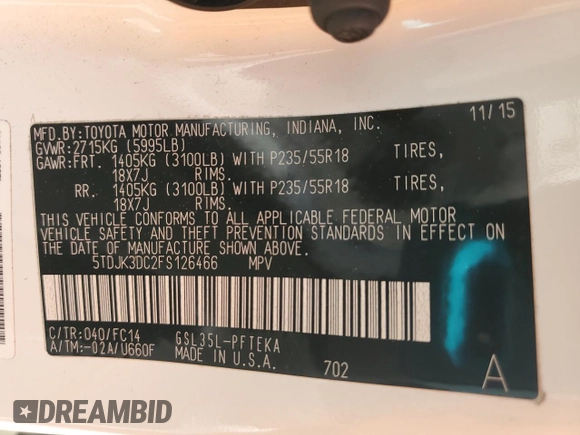 11/15
MFD.BY:TOYOTA MOTOR MANUFACTURING, INDIANA, INC.
GVWR:2715KG (5995LB)
GAWR:FRT. 1405KG (3100LB) WITH P235/55R18 TIRES,
18X7J RIMS.
RR. 1405KG (3100LB) WITH P235/55R18 TIRES,
18X7J RIMS.
THIS VEHICLE CONFORMS TO ALL APPLICABLE FEDERAL MOTOR
VEHICLE SAFETY AND THEFT PREVENTION STANDARDS IN EFFECT
ON THE DATE OF MANUFACTURE SHOWN ABOVE.
5TDJK3DC2FS126466 MPV
C/TR:040/FC14 GSL35L-PFTEKA
A/TM:-02A/U660F MADE IN U.S.A.
702
A
DREAMBID